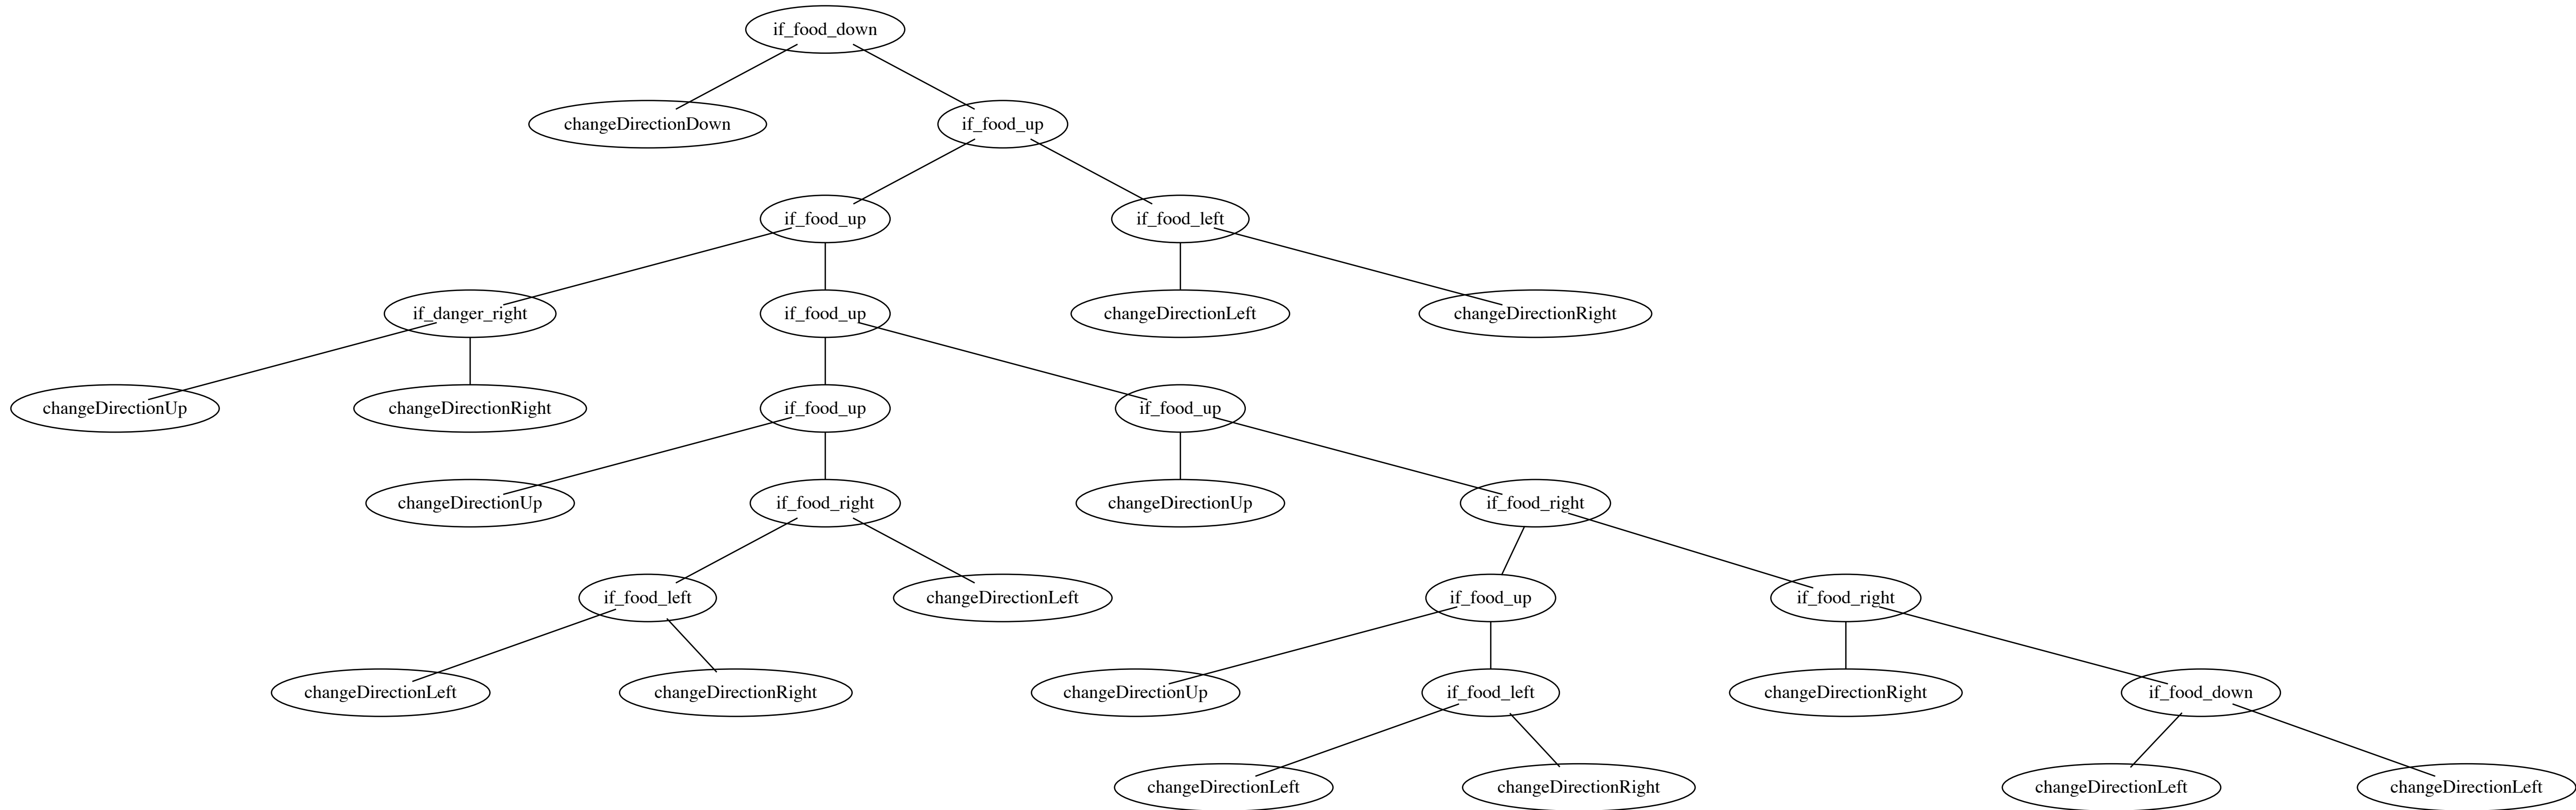 if_food_down
changeDirectionDown
if_food_up
if_food_up
if_food_left
if_danger_right
if_food_up
changeDirectionLeft
changeDirectionRight
changeDirectionUp
changeDirectionRight
if_food_up
if_food_up
changeDirectionUp
if_food_right
changeDirectionUp
if_food_right
if_food_left
changeDirectionLeft
if_food_up
if_food_right
changeDirectionLeft
changeDirectionRight
changeDirectionUp
if_food_left
changeDirectionRight
if_food_down
changeDirectionLeft
changeDirectionRight
changeDirectionLeft
changeDirectionLeft